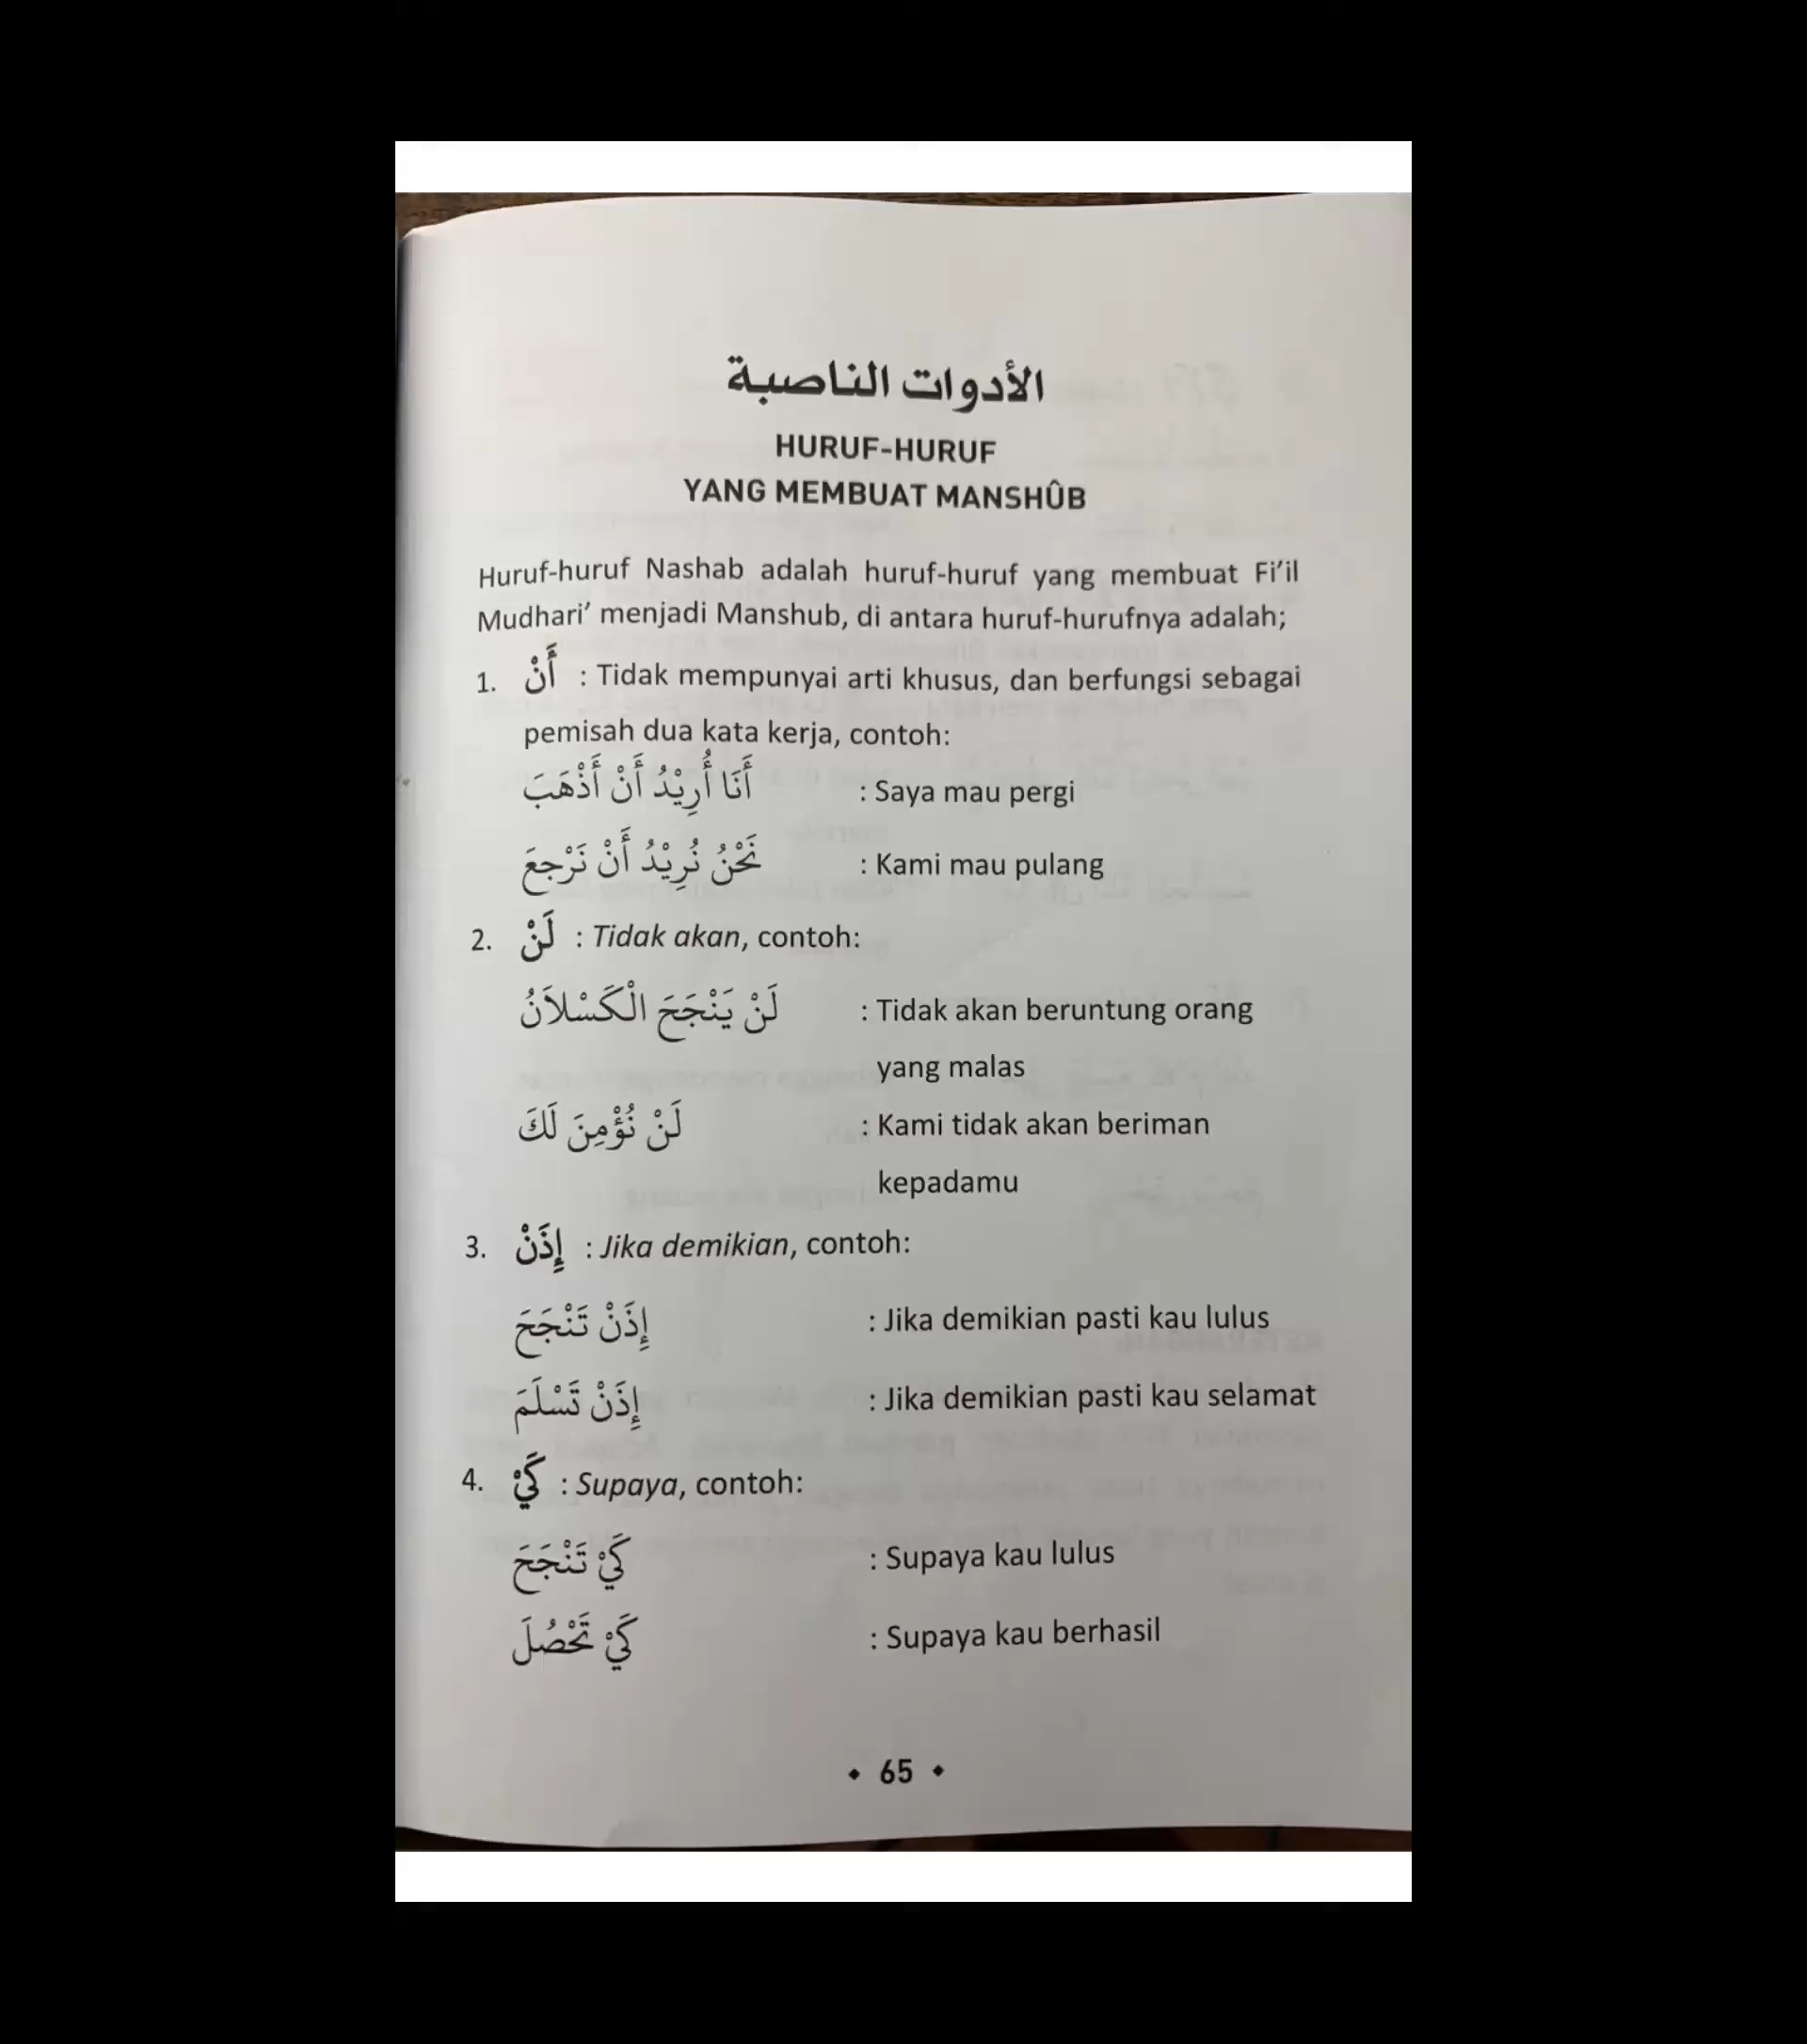 الأدوات الناصبة
HURUF-HURUF
YANG MEMBUAT MANSHÛB
Huruf-huruf Nashab adalah huruf-huruf yang membuat Fi’il
Mudhari’ menjadi Manshub, di antara huruf-hurufnya adalah;
1. أَنْ : Tidak mempunyai arti khusus, dan berfungsi sebagai
pemisah dua kata kerja, contoh:
أَنَا أُرِيْدُ أَنْ أَذْهَبَ : Saya mau pergi
نَحْنُ نُرِيْدُ أَنْ نَرْجِعَ : Kami mau pulang
2. لَنْ : Tidak akan, contoh:
لَنْ يَنْجَحَ الْكَسْلاَنُ : Tidak akan beruntung orang
yang malas
لَنْ نُؤْمِنَ لَكَ : Kami tidak akan beriman
kepadamu
3. إِذَنْ : Jika demikian, contoh:
إِذَنْ تَنْجَحَ : Jika demikian pasti kau lulus
إِذَنْ تَسْلَمَ : Jika demikian pasti kau selamat
4. كَيْ : Supaya, contoh:
كَيْ تَنْجَحَ : Supaya kau lulus
كَيْ تَحْصُلَ : Supaya kau berhasil
• 65 •